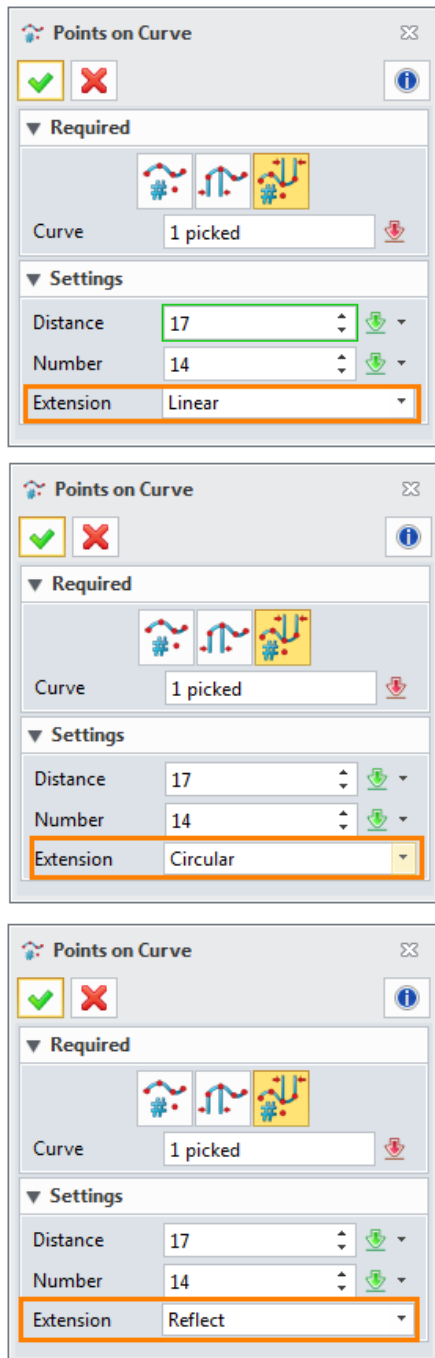 Points on Curve
Required
Curve 1 picked
Settings
Distance 17
Number 14
Extension Linear
Points on Curve
Required
Curve 1 picked
Settings
Distance 17
Number 14
Extension Circular
Points on Curve
Required
Curve 1 picked
Settings
Distance 17
Number 14
Extension Reflect